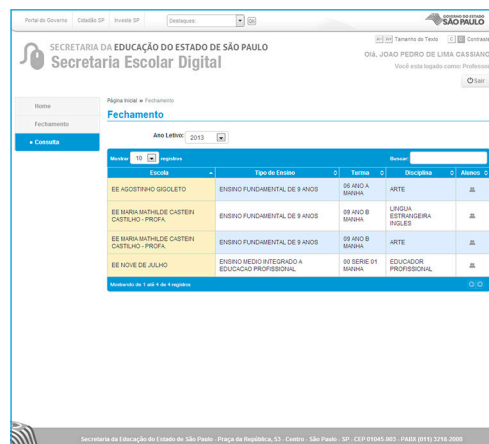 Portal do Governo Cidadão SP Investe SP Destaques:
GOVERNO DO ESTADO
SÃO PAULO
A- A+ Tamanho do Texto C Contraste
SECRETARIA DA EDUCAÇÃO DO ESTADO DE SÃO PAULO
Secretaria Escolar Digital
Olá, JOAO PEDRO DE LIMA CASSIANO
Você está logado como: Professor
Sair
Home
Fechamento
Consulta
Página Inicial » Fechamento
Fechamento
Ano Letivo: 2013
Mostrar 10 registros Buscar:
Escola Tipo de Ensino Turma Disciplina Alunos
EE AGOSTINHO GIGOLETO ENSINO FUNDAMENTAL DE 9 ANOS 06 ANO A MANHA ARTE
EE MARIA MATHILDE CASTEIN CASTILHO - PROFA. ENSINO FUNDAMENTAL DE 9 ANOS 09 ANO B MANHA LINGUA ESTRANGEIRA INGLES
EE MARIA MATHILDE CASTEIN CASTILHO - PROFA. ENSINO FUNDAMENTAL DE 9 ANOS 09 ANO B MANHA ARTE
EE NOVE DE JULHO ENSINO MEDIO INTEGRADO A EDUCACAO PROFISSIONAL 00 SERIE 01 MANHA EDUCADOR PROFISSIONAL
Mostrando de 1 até 4 de 4 registros
Secretaria da Educação do Estado de São Paulo - Praça da República, 53 - Centro - São Paulo - SP - CEP 01045-903 - PABX (011) 3218-2000